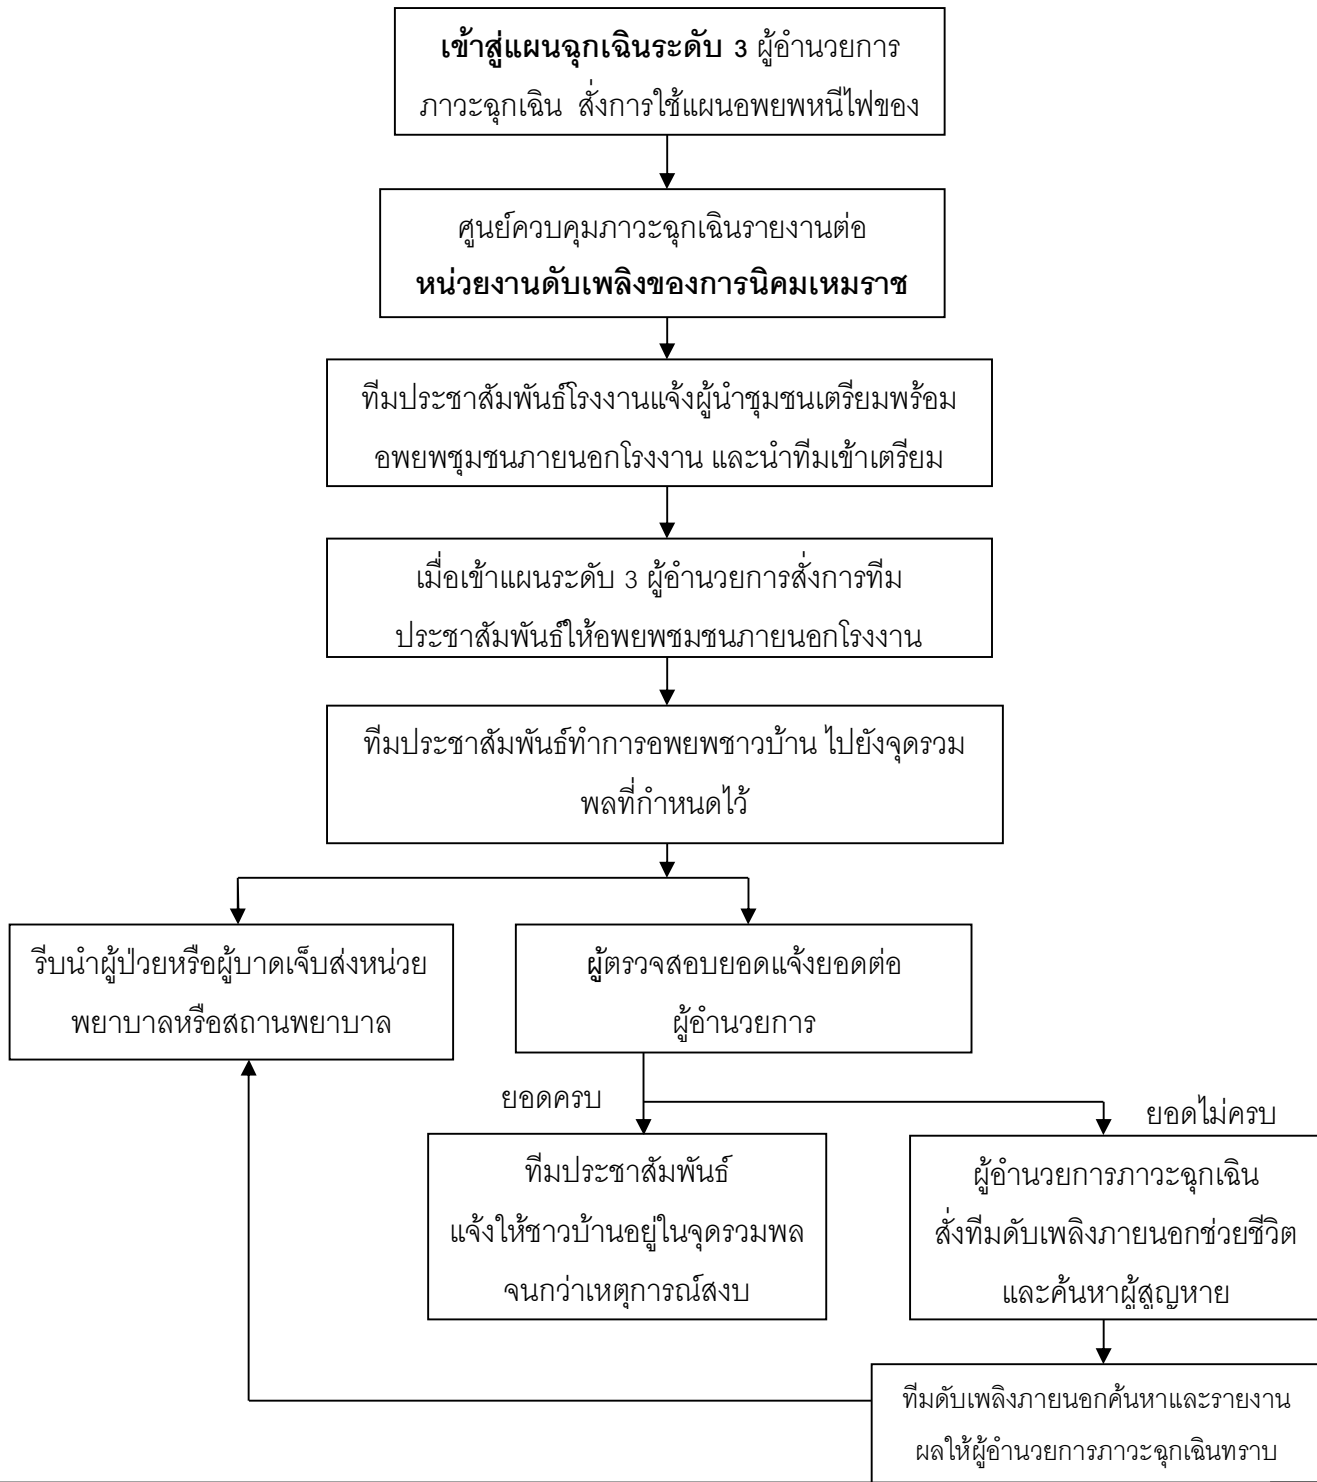 เข้าสู่แผนฉุกเฉินระดับ 3 ผู้อำนวยการ
ภาวะฉุกเฉิน สั่งการใช้แผนอพยพหนีไฟของ
ศูนย์ควบคุมภาวะฉุกเฉินรายงานต่อ
หน่วยงานดับเพลิงของการนิคมเหมราช
ทีมประชาสัมพันธ์โรงงานแจ้งผู้นำชุมชนเตรียมพร้อม
อพยพชุมชนภายนอกโรงงาน และนำทีมเข้าเตรียม
เมื่อเข้าแผนระดับ 3 ผู้อำนวยการสั่งการทีม
ประชาสัมพันธ์ให้อพยพชมชนภายนอกโรงงาน
ทีมประชาสัมพันธ์ทำการอพยพชาวบ้าน ไปยังจุดรวม
พลที่กำหนดไว้
รีบนำผู้ป่วยหรือผู้บาดเจ็บส่งหน่วย
พยาบาลหรือสถานพยาบาล
ผู้ตรวจสอบยอดแจ้งยอดต่อ
ผู้อำนวยการ
ยอดครบ
ยอดไม่ครบ
ทีมประชาสัมพันธ์
แจ้งให้ชาวบ้านอยู่ในจุดรวมพล
จนกว่าเหตุการณ์สงบ
ผู้อำนวยการภาวะฉุกเฉิน
สั่งทีมดับเพลิงภายนอกช่วยชีวิต
และค้นหาผู้สูญหาย
ทีมดับเพลิงภายนอกค้นหาและรายงาน
ผลให้ผู้อำนวยการภาวะฉุกเฉินทราบ